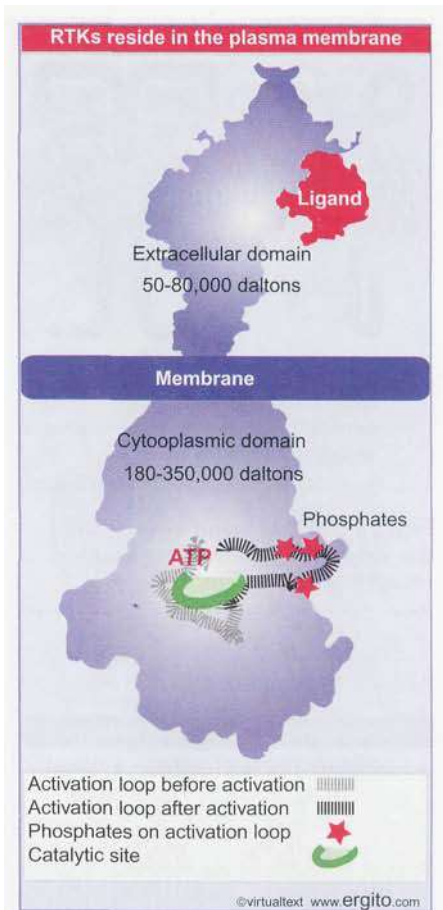 RTKs reside in the plasma membrane
Ligand
Extracellular domain
50-80,000 daltons
Membrane
Cytooplasmic domain
180-350,000 daltons
Phosphates
ATP
Activation loop before activation
Activation loop after activation
Phosphates on activation loop
Catalytic site
©virtualtext www.ergito.com